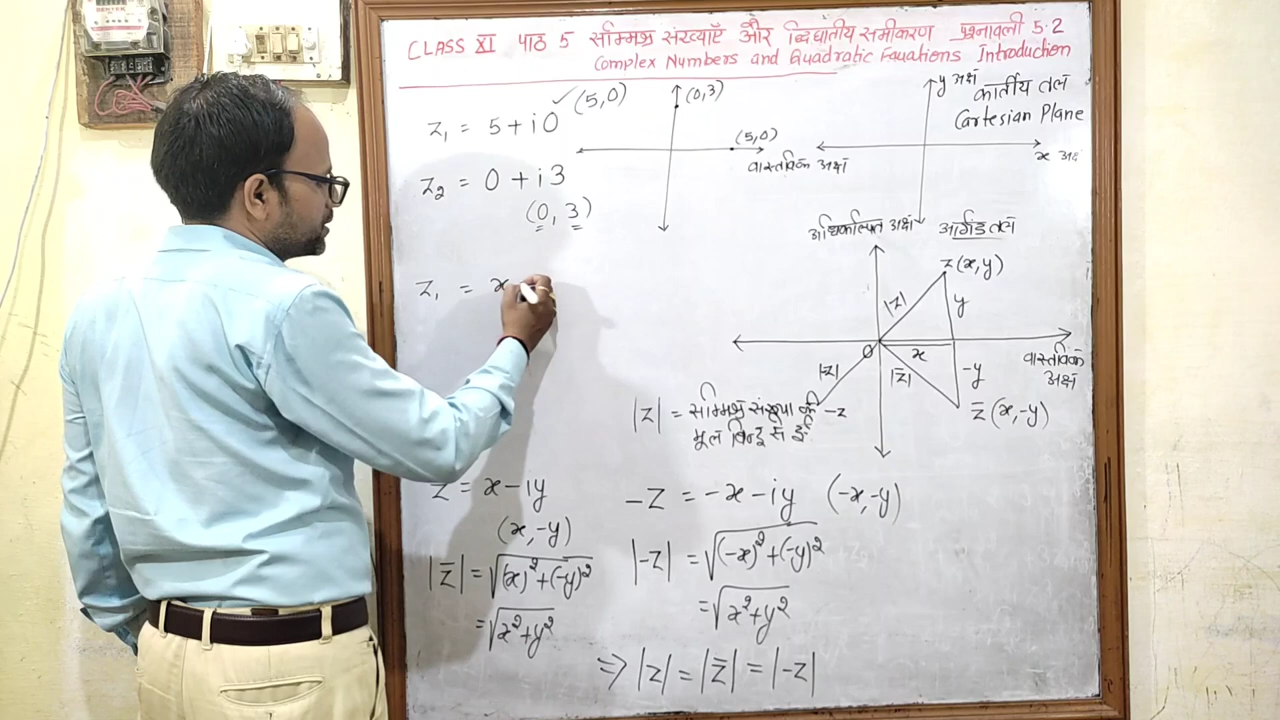 CLASS XI पाठ 5 सम्मिश्र संख्याएँ और द्विघातीय समीकरण प्रश्नावली 5.2
Complex Numbers and Quadratic Equations Introduction
z₁ = 5+i0 ✓(5,0)
z₂ = 0+i3
(0, 3)
z₁ = x
(0,3)
(5,0)
वास्तविक अक्ष
y अक्ष
कार्तीय तल
Cartesian Plane
x अक्ष
अधिकल्पित अक्ष
आर्गंड तल
z(x,y)
|z|
y
0
x
वास्तविक
अक्ष
|z|
|z̄|
-y
-z
z̄(x,-y)
|z| = सम्मिश्र संख्या की
मूल बिन्दु से
z̄ = x-iy
(x,-y)
|z̄| = √(x)²+(-y)²
= √x²+y²
-z = -x-iy (-x,-y)
|-z| = √(-x)²+(-y)²
= √x²+y²
⇒ |z| = |z̄| = |-z|